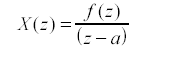 X(z) = f(z)/(z − a)